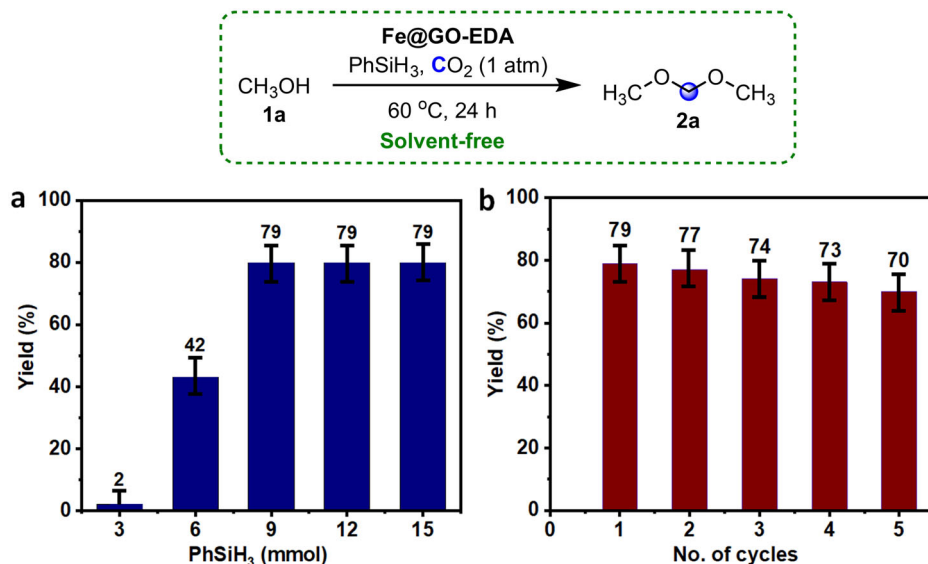 Fe@GO-EDA
PhSiH₃, CO₂ (1 atm)
CH₃OH
1a
60 °C, 24 h
Solvent-free
H₃C O O CH₃
2a
a
100
80
60
40
20
0
Yield (%)
2
42
79
79
79
3 6 9 12 15
PhSiH₃ (mmol)
b
100
80
60
40
20
0
Yield (%)
79
77
74
73
70
0 1 2 3 4 5
No. of cycles